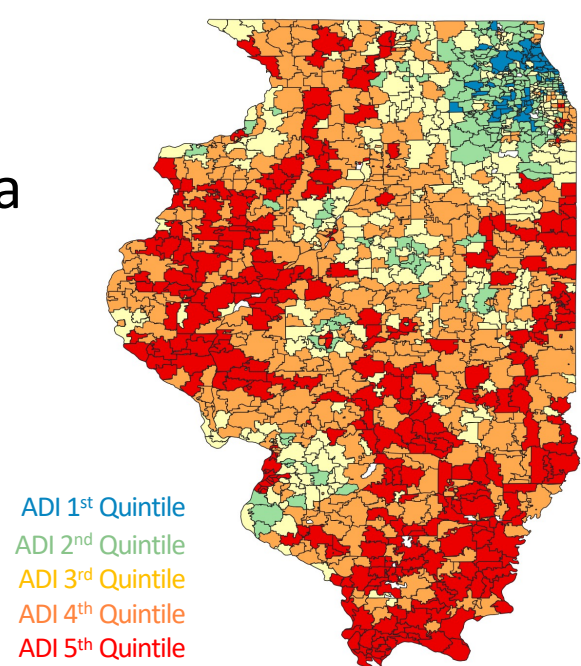 a
ADI 1st Quintile
ADI 2nd Quintile
ADI 3rd Quintile
ADI 4th Quintile
ADI 5th Quintile